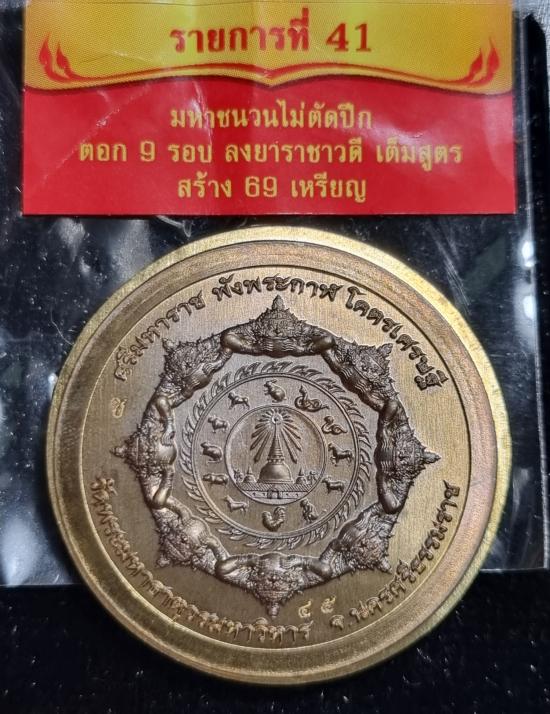 รายการที่ 41
มหาชนวนไม่ตัดปีก
ตอก 9 รอบ ลงยาราชาวดี เต็มสูตร
สร้าง 69 เหรียญ
ศรีมหาราช พังพระกาฬ โคตรเศรษฐี
วัดพระมหาธาตุวรมหาวิหาร จ.นครศรีธรรมราช
๔ ๕